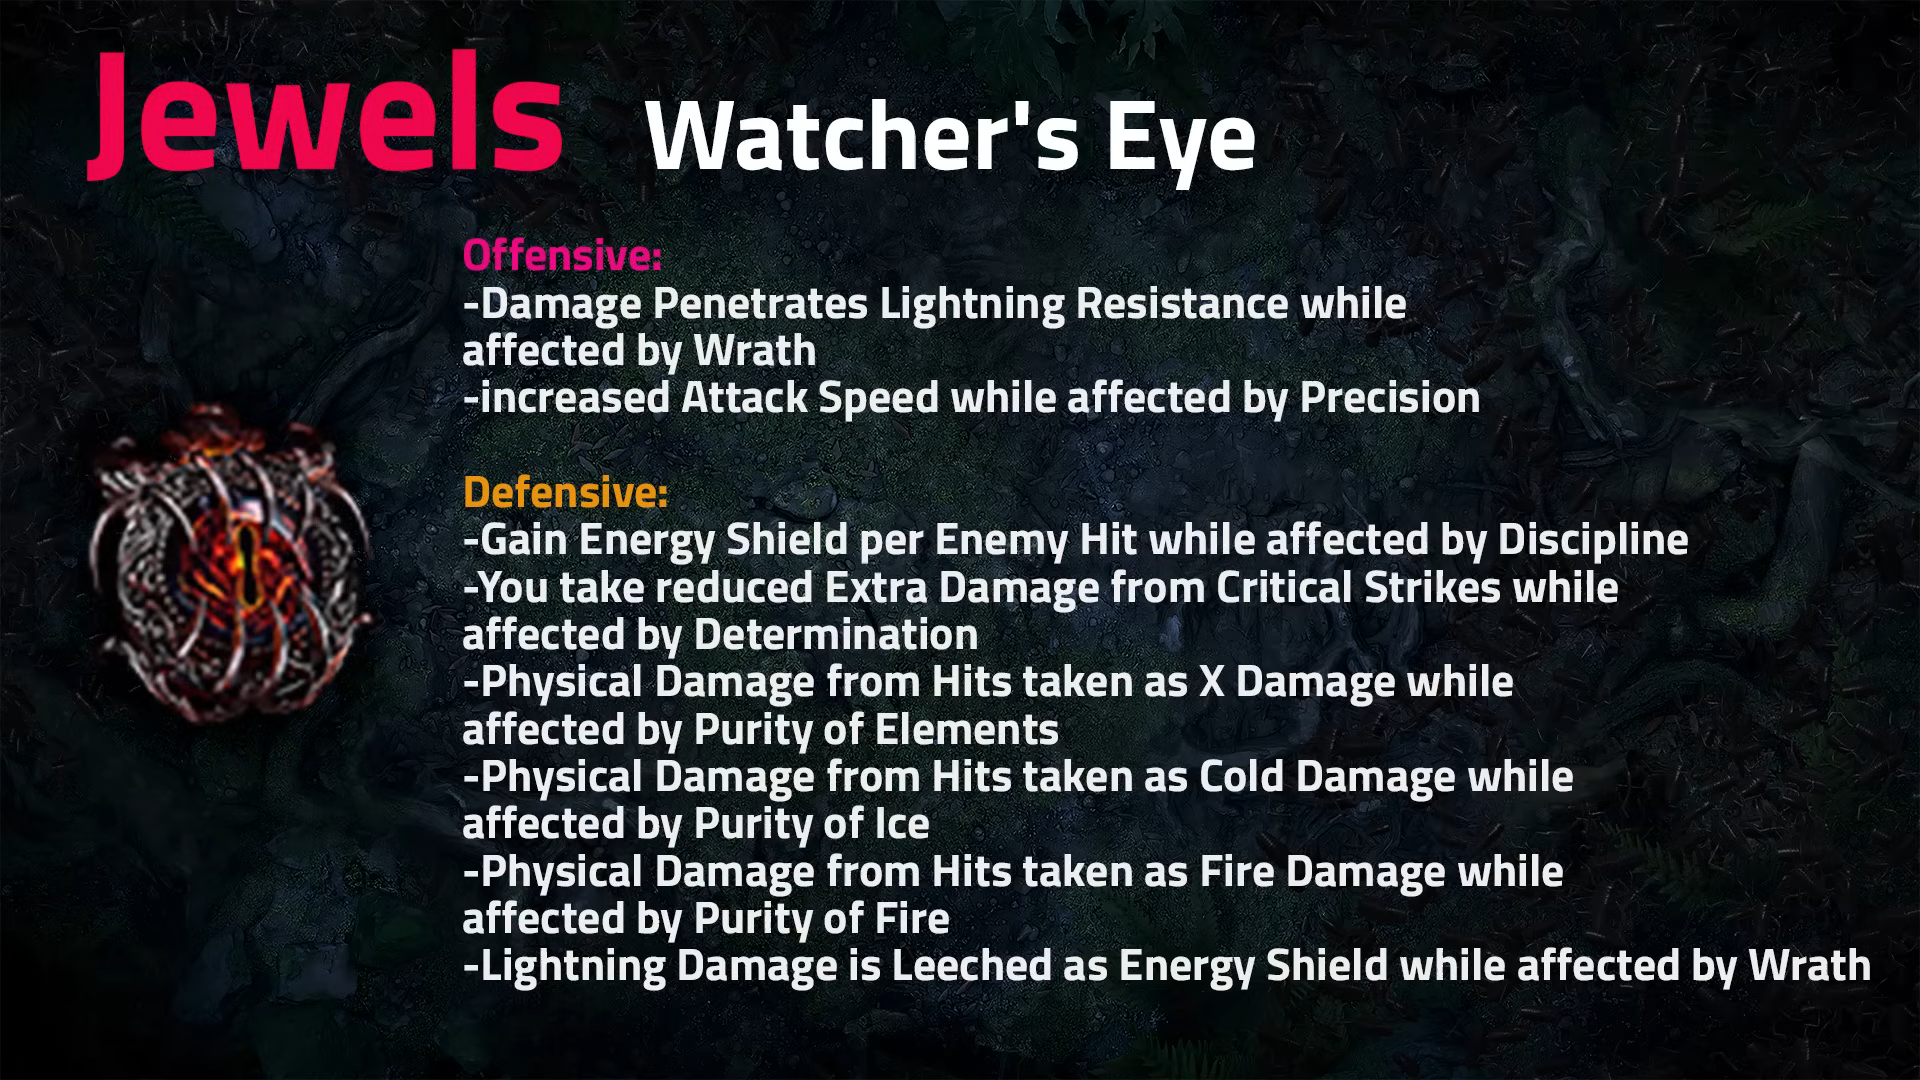 Jewels Watcher's Eye
Offensive:
-Damage Penetrates Lightning Resistance while
affected by Wrath
-increased Attack Speed while affected by Precision
Defensive:
-Gain Energy Shield per Enemy Hit while affected by Discipline
-You take reduced Extra Damage from Critical Strikes while
affected by Determination
-Physical Damage from Hits taken as X Damage while
affected by Purity of Elements
-Physical Damage from Hits taken as Cold Damage while
affected by Purity of Ice
-Physical Damage from Hits taken as Fire Damage while
affected by Purity of Fire
-Lightning Damage is Leeched as Energy Shield while affected by Wrath